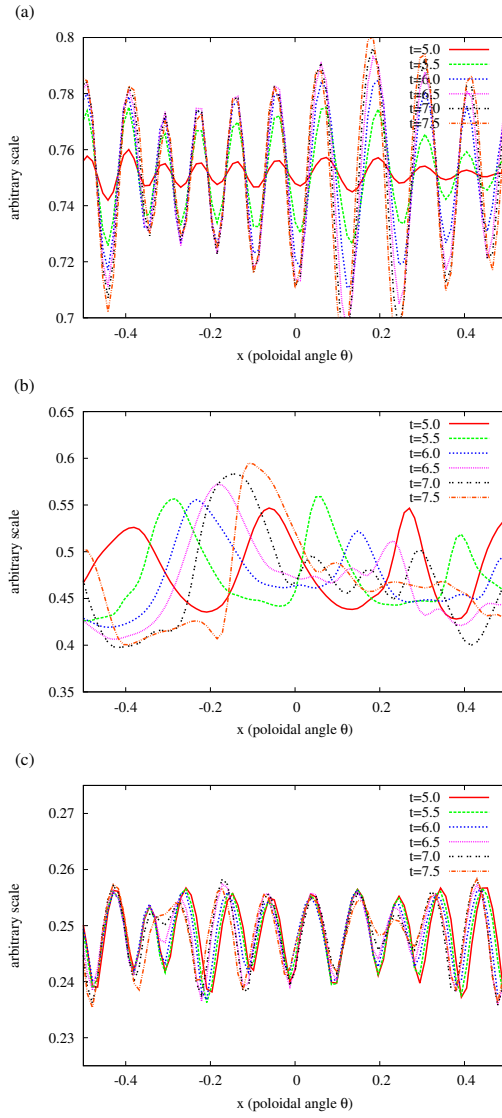 (a)
0.8
0.78
0.76
0.74
0.72
0.7
t=5.0
t=5.5
t=6.0
t=6.5
t=7.0
t=7.5
arbitrary scale
-0.4
-0.2
0
0.2
0.4
x (poloidal angle θ)
(b)
0.65
0.6
0.55
0.5
0.45
0.4
0.35
t=5.0
t=5.5
t=6.0
t=6.5
t=7.0
t=7.5
arbitrary scale
-0.4
-0.2
0
0.2
0.4
x (poloidal angle θ)
(c)
0.27
0.26
0.25
0.24
0.23
t=5.0
t=5.5
t=6.0
t=6.5
t=7.0
t=7.5
arbitrary scale
-0.4
-0.2
0
0.2
0.4
x (poloidal angle θ)